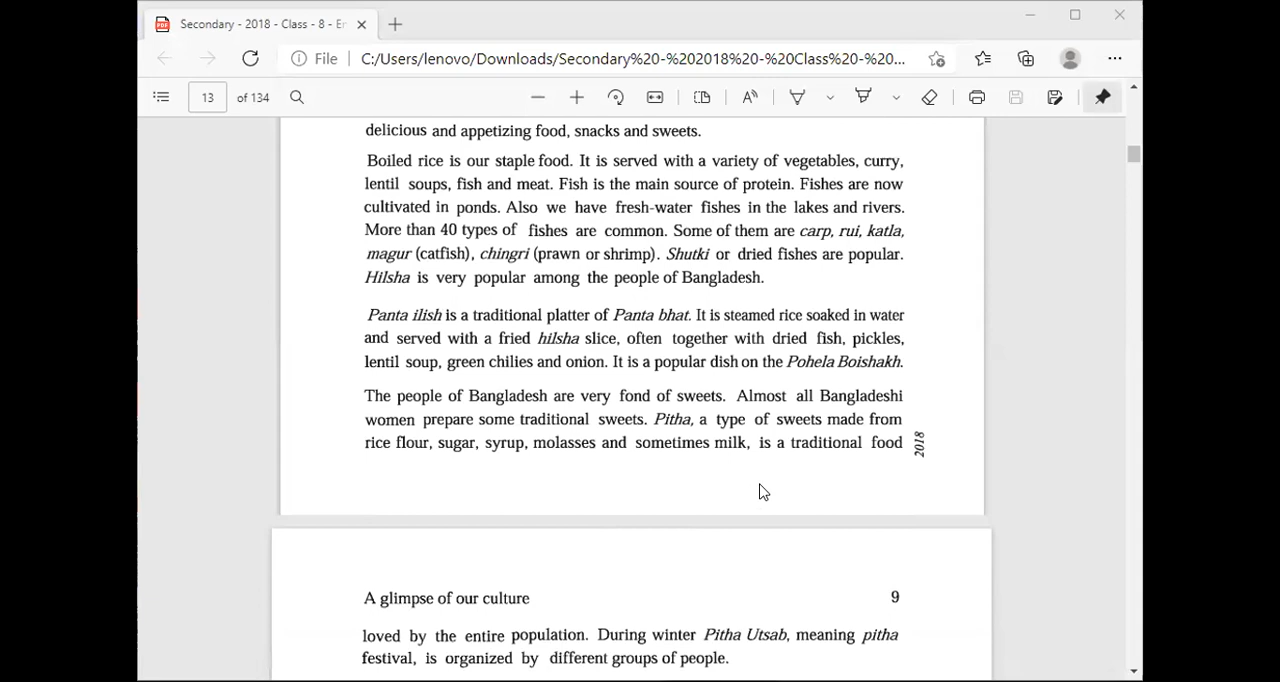 Secondary - 2018 - Class - 8 - Er
File C:/Users/lenovo/Downloads/Secondary%20-%202018%20-%20Class%20-%20...
13 of 134
delicious and appetizing food, snacks and sweets.
Boiled rice is our staple food. It is served with a variety of vegetables, curry,
lentil soups, fish and meat. Fish is the main source of protein. Fishes are now
cultivated in ponds. Also we have fresh-water fishes in the lakes and rivers.
More than 40 types of fishes are common. Some of them are carp, rui, katla,
magur (catfish), chingri (prawn or shrimp). Shutki or dried fishes are popular.
Hilsha is very popular among the people of Bangladesh.
Panta ilish is a traditional platter of Panta bhat. It is steamed rice soaked in water
and served with a fried hilsha slice, often together with dried fish, pickles,
lentil soup, green chilies and onion. It is a popular dish on the Pohela Boishakh.
The people of Bangladesh are very fond of sweets. Almost all Bangladeshi
women prepare some traditional sweets. Pitha, a type of sweets made from
rice flour, sugar, syrup, molasses and sometimes milk, is a traditional food
2018
A glimpse of our culture 9
loved by the entire population. During winter Pitha Utsab, meaning pitha
festival, is organized by different groups of people.